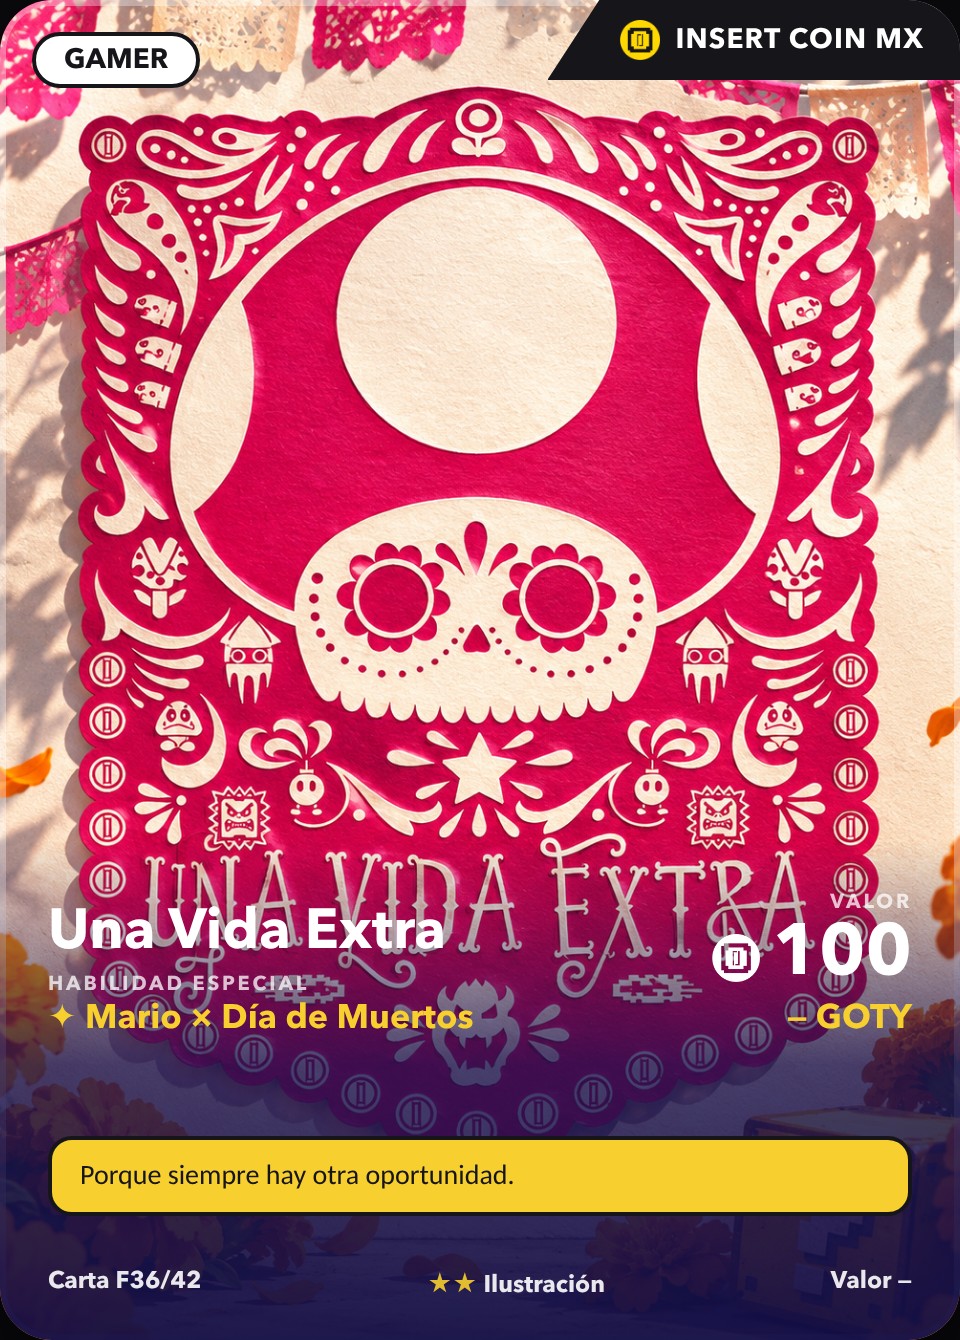 GAMER
INSERT COIN MX
UNA VIDA EXTRA
VALOR
Una Vida Extra
100
HABILIDAD ESPECIAL
✦ Mario × Día de Muertos
– GOTY
Porque siempre hay otra oportunidad.
Carta F36/42
★★ Ilustración
Valor –